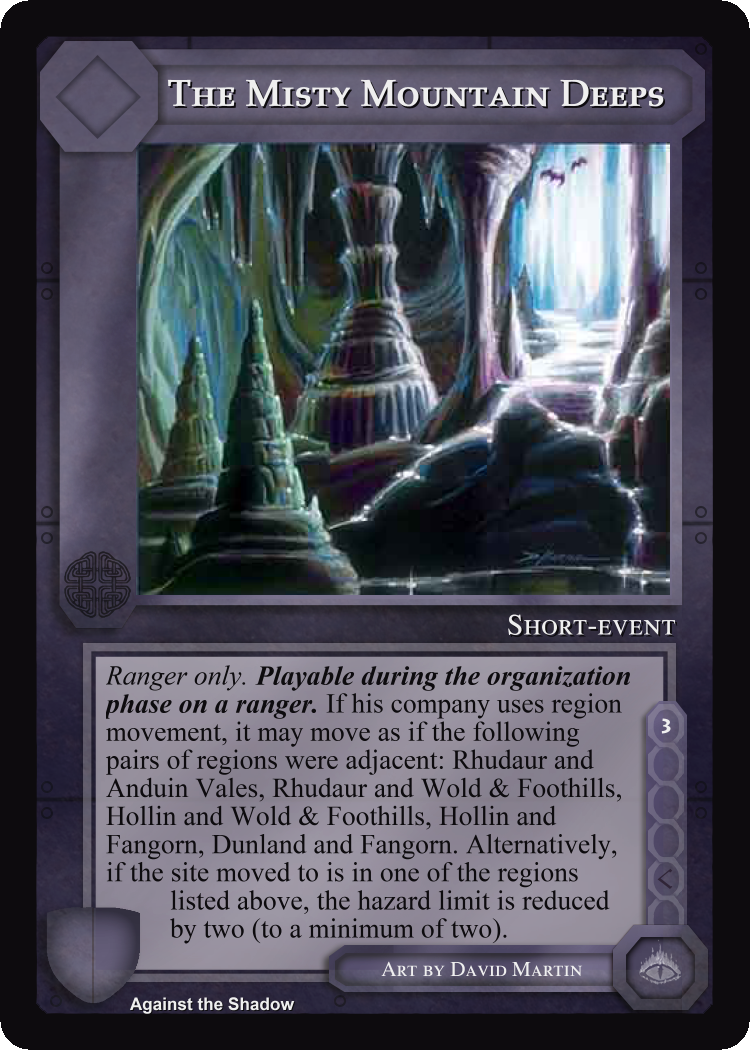 The Misty Mountain Deeps
Short-event
Ranger only. Playable during the organization
phase on a ranger. If his company uses region
movement, it may move as if the following
pairs of regions were adjacent: Rhudaur and
Anduin Vales, Rhudaur and Wold & Foothills,
Hollin and Wold & Foothills, Hollin and
Fangorn, Dunland and Fangorn. Alternatively,
if the site moved to is in one of the regions
listed above, the hazard limit is reduced
by two (to a minimum of two).
3
Art by David Martin
Against the Shadow